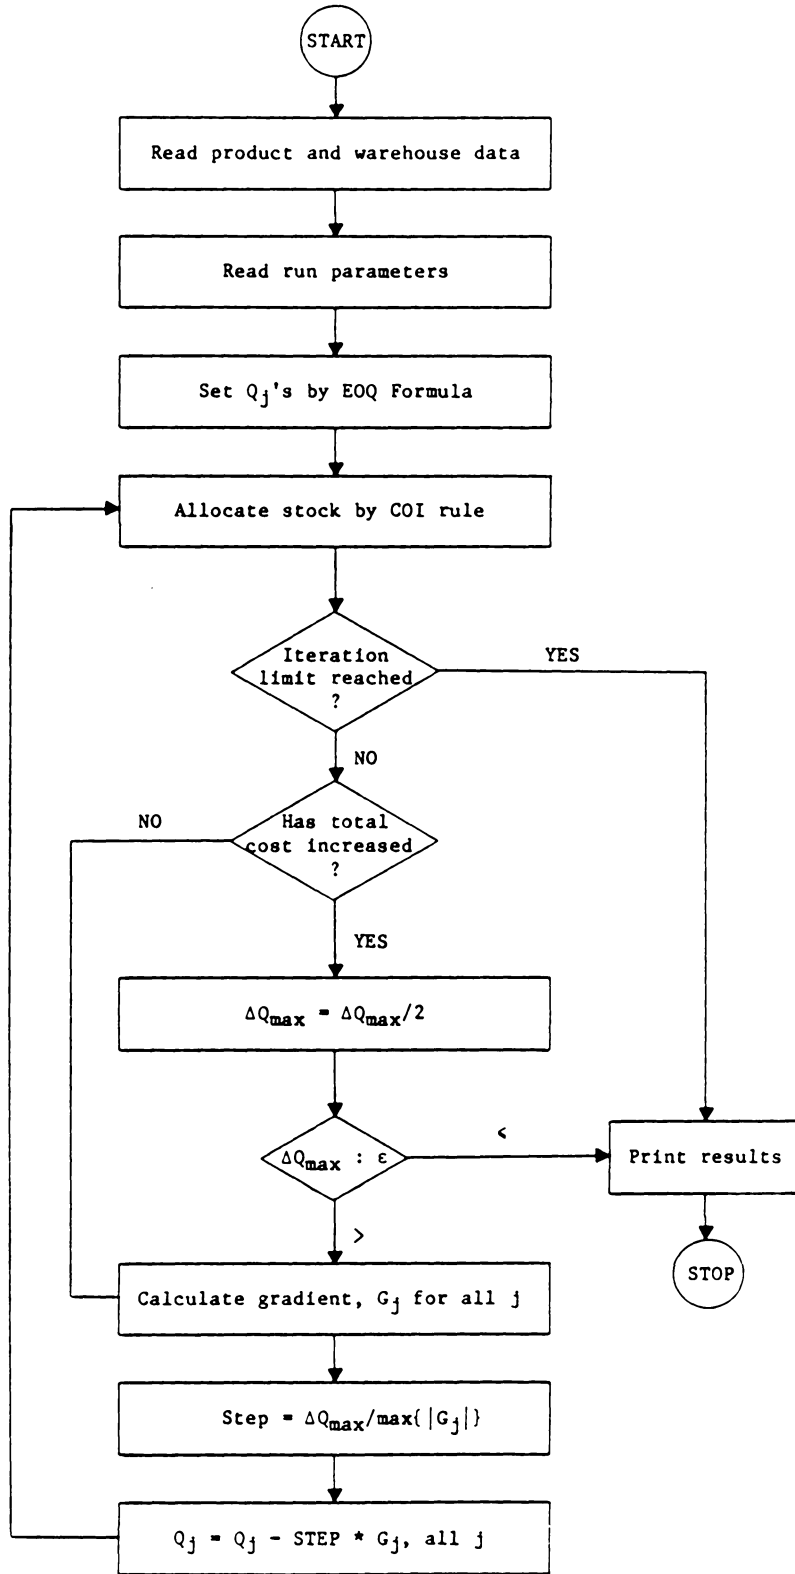 START
Read product and warehouse data
Read run parameters
Set Qj's by EOQ Formula
Allocate stock by COI rule
Iteration
limit reached
?
YES
NO
Has total
cost increased
?
NO
YES
ΔQmax = ΔQmax/2
ΔQmax : ε
<
Print results
>
STOP
Calculate gradient, Gj for all j
Step = ΔQmax/max{|Gj|}
Qj = Qj - STEP * Gj, all j